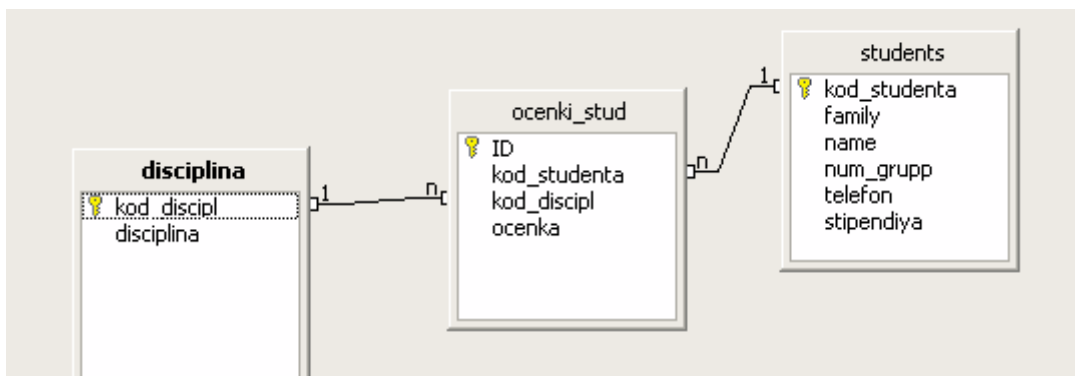 disciplina
kod_discipl
disciplina
1
n
ocenki_stud
ID
kod_studenta
kod_discipl
ocenka
n
1
students
kod_studenta
family
name
num_grupp
telefon
stipendiya